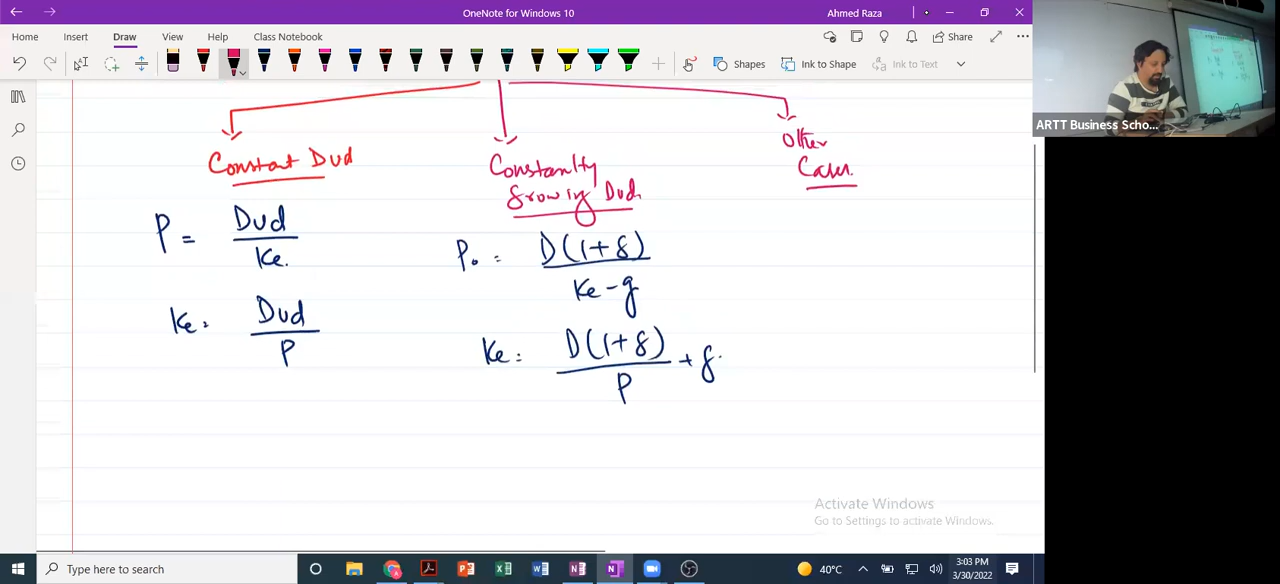 OneNote for Windows 10
Ahmed Raza
Home Insert Draw View Help Class Notebook
Share
Shapes Ink to Shape Ink to Text
ARTT Business Scho...
Constant Dvd
Constantly
growing Dvd
Other
Cases.
P = Dvd
Ke.
Ke = Dvd
P
P₀ = D(1+g)
Ke - g
Ke = D(1+g) + g
P
Activate Windows
Go to Settings to activate Windows.
Type here to search
40°C
3:03 PM
3/30/2022